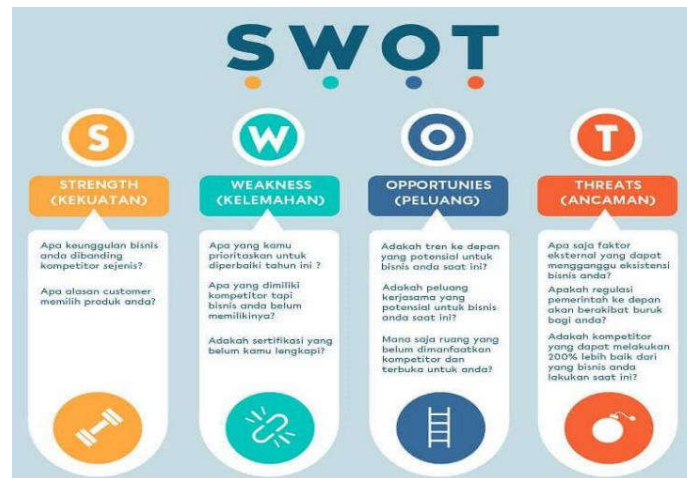 SWOT
S
STRENGTH
(KEKUATAN)
Apa keunggulan bisnis
anda dibanding
kompetitor sejenis?
Apa alasan customer
memilih produk anda?
W
WEAKNESS
(KELEMAHAN)
Apa yang kamu
prioritaskan untuk
diperbaiki tahun ini ?
Apa yang dimiliki
kompetitor tapi
bisnis anda belum
memilikinya?
Adakah sertifikasi yang
belum kamu lengkapi?
O
OPPORTUNIES
(PELUANG)
Adakah tren ke depan
yang potensial untuk
bisnis anda saat ini?
Adakah peluang
kerjasama yang
potensial untuk bisnis
anda saat ini?
Mana saja ruang yang
belum dimanfaatkan
kompetitor dan
terbuka untuk anda?
T
THREATS
(ANCAMAN)
Apa saja faktor
eksternal yang dapat
mengganggu eksistensi
bisnis anda?
Apakah regulasi
pemerintah ke depan
akan berakibat buruk
bagi anda?
Adakah kompetitor
yang dapat melakukan
200% lebih baik dari
yang bisnis anda
lakukan saat ini?